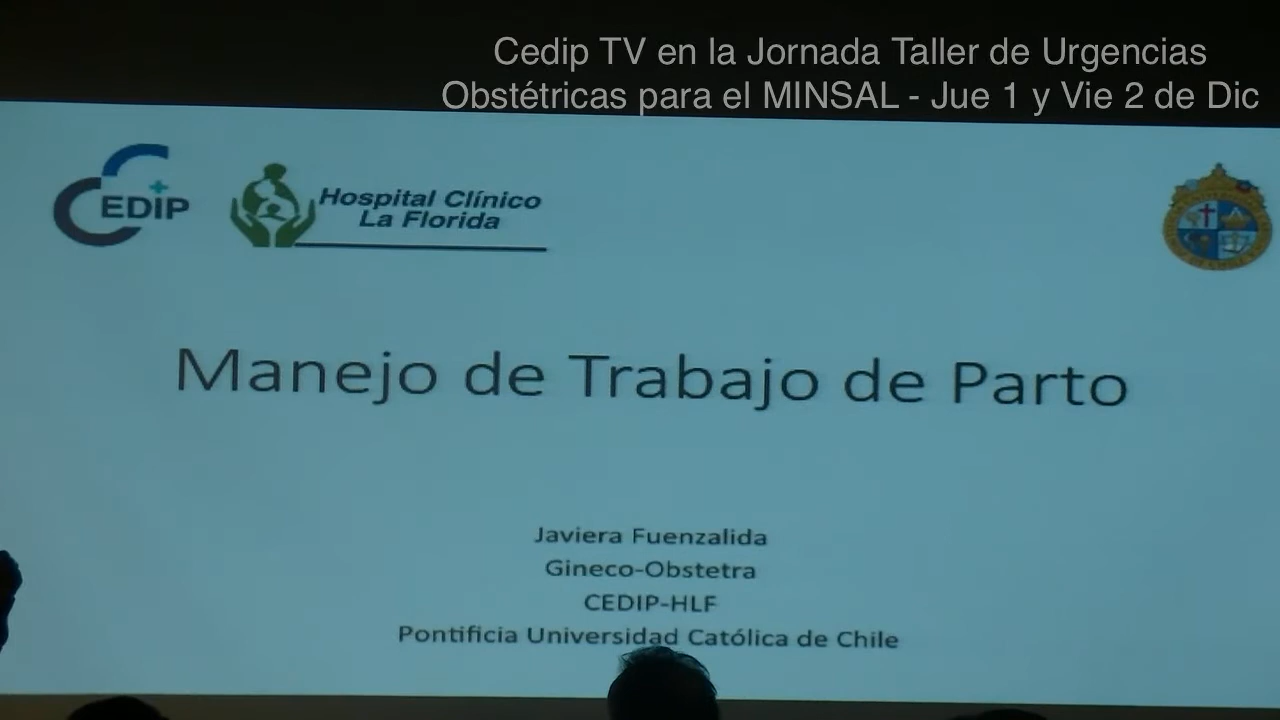 Cedip TV en la Jornada Taller de Urgencias
Obstétricas para el MINSAL - Jue 1 y Vie 2 de Dic
CEDIP
Hospital Clínico
La Florida
Manejo de Trabajo de Parto
Javiera Fuenzalida
Gineco-Obstetra
CEDIP-HLF
Pontificia Universidad Católica de Chile